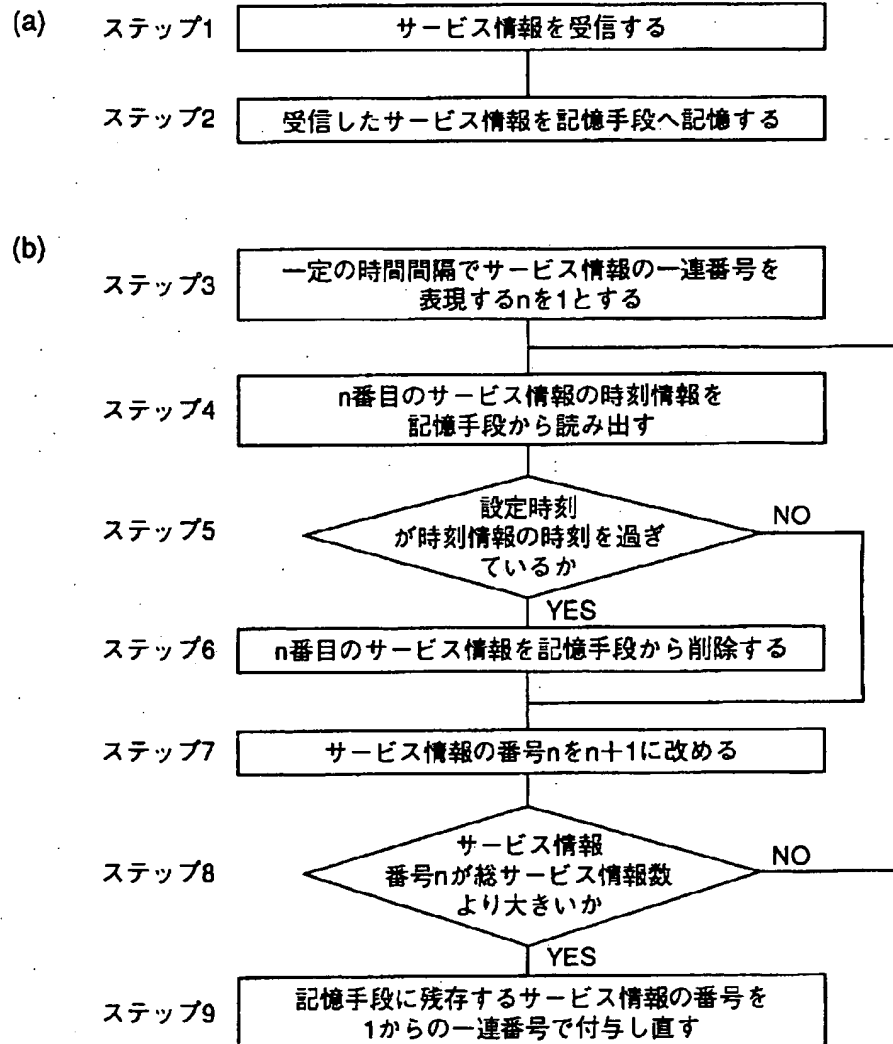 (a)
ステップ1
サービス情報を受信する
ステップ2
受信したサービス情報を記憶手段へ記憶する
(b)
ステップ3
一定の時間間隔でサービス情報の一連番号を
表現するnを1とする
ステップ4
n番目のサービス情報の時刻情報を
記憶手段から読み出す
ステップ5
設定時刻
が時刻情報の時刻を過ぎ
ているか
NO
YES
ステップ6
n番目のサービス情報を記憶手段から削除する
ステップ7
サービス情報の番号nをn+1に改める
ステップ8
サービス情報
番号nが総サービス情報数
より大きいか
NO
YES
ステップ9
記憶手段に残存するサービス情報の番号を
1からの一連番号で付与し直す